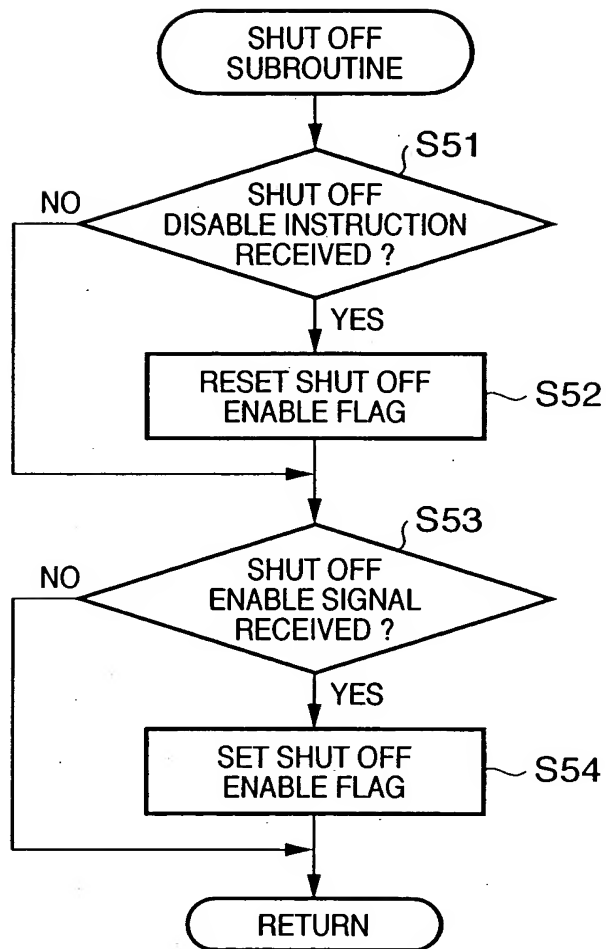 SHUT OFF
SUBROUTINE
S51
SHUT OFF
DISABLE INSTRUCTION
RECEIVED ?
NO
YES
RESET SHUT OFF
ENABLE FLAG
S52
S53
SHUT OFF
ENABLE SIGNAL
RECEIVED ?
NO
YES
SET SHUT OFF
ENABLE FLAG
S54
RETURN